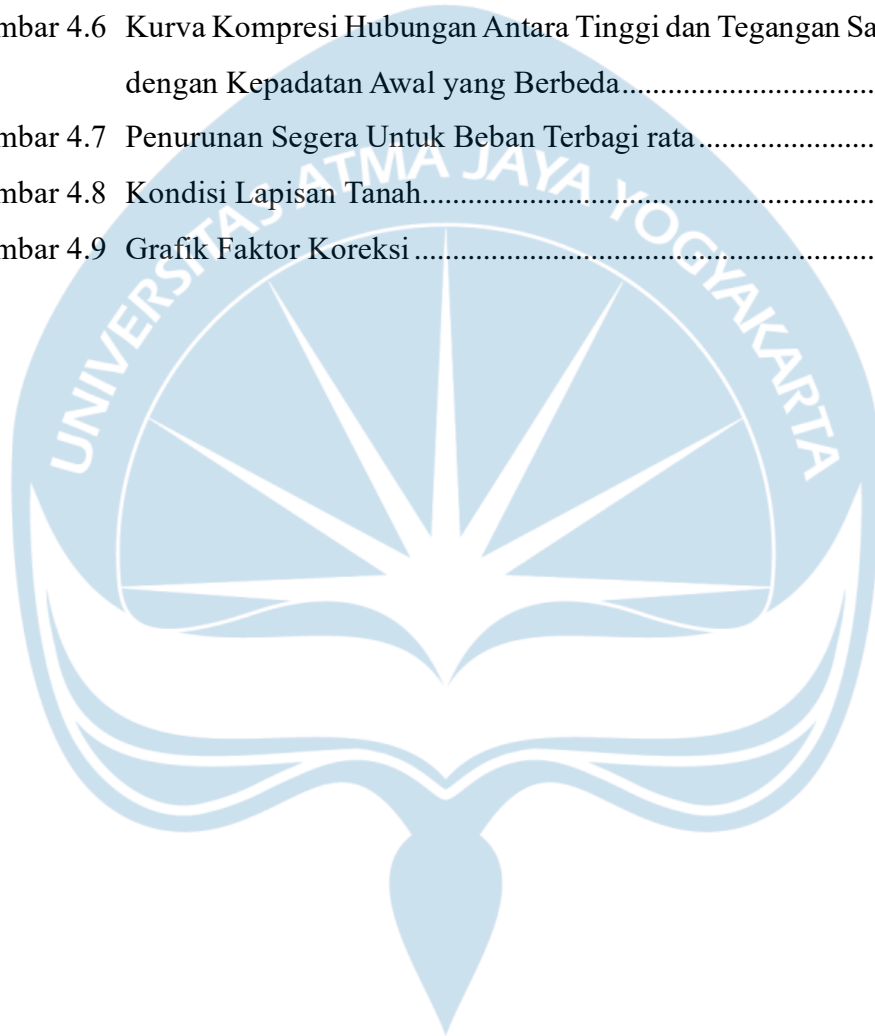 mbar 4.6 Kurva Kompresi Hubungan Antara Tinggi dan Tegangan Sa
dengan Kepadatan Awal yang Berbeda................................
mbar 4.7 Penurunan Segera Untuk Beban Terbagi rata......................
mbar 4.8 Kondisi Lapisan Tanah.........................................................
mbar 4.9 Grafik Faktor Koreksi..........................................................
UNIVERSITAS ATMA JAYA YOGYAKARTA